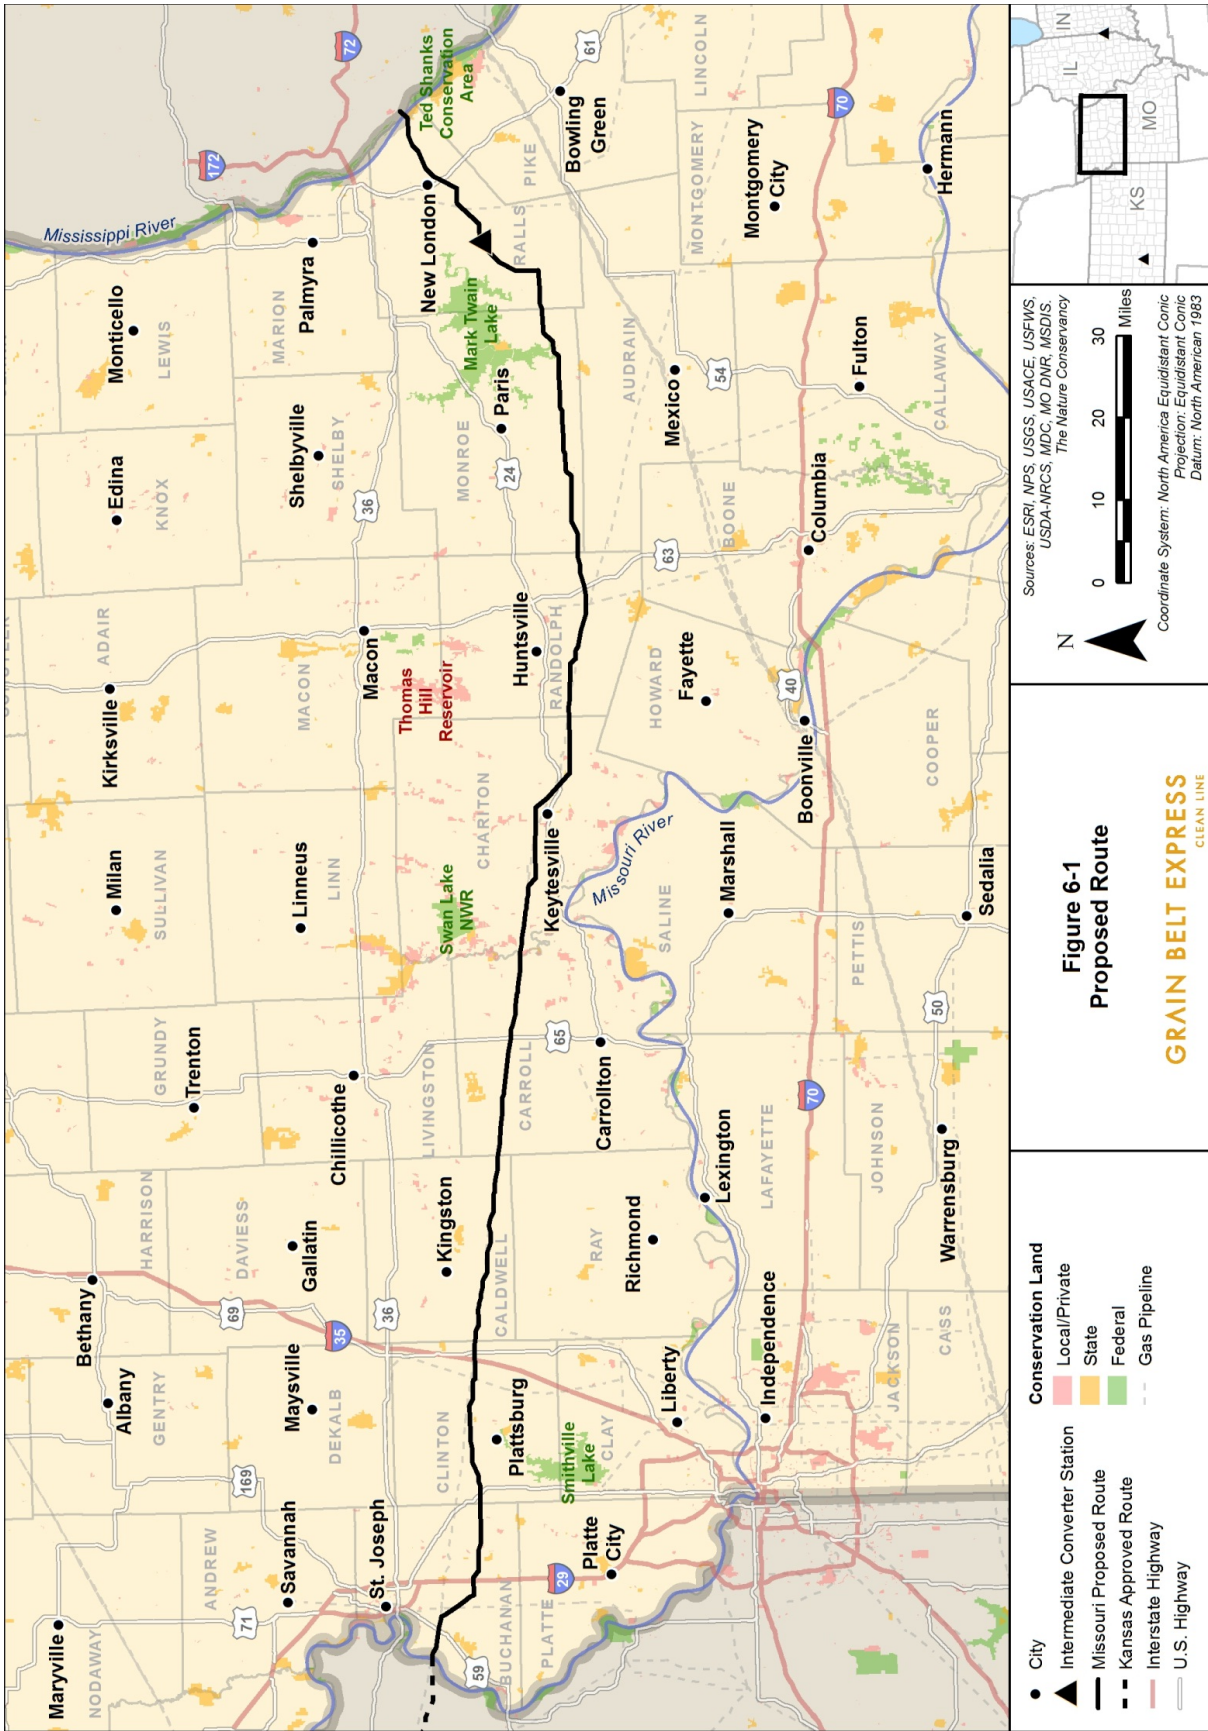 Maryville
NODAWAY
Albany
GENTRY
Bethany
HARRISON
Milan
SULLIVAN
Kirksville
ADAIR
Edina
KNOX
Monticello
LEWIS
Mississippi River
172
72
71
ANDREW
Savannah
169
Maysville
DEKALB
69
35
DAVIESS
Gallatin
GRUNDY
Trenton
Linneus
LINN
MACON
Macon
Shelbyville
SHELBY
MARION
Palmyra
St. Joseph
36
Chillicothe
LIVINGSTON
36
Thomas
Hill
Reservoir
MONROE
New London
Ted Shanks
Conservation
Area
59
BUCHANAN
CLINTON
Plattsburg
Kingston
CALDWELL
CARROLL
Swan Lake
NWR
CHARITON
Keytesville
Huntsville
RANDOLPH
24
Paris
Mark Twain
Lake
RALLS
PIKE
Bowling
Green
61
PLATTE
29
Platte
City
Smithville
Lake
CLAY
RAY
Richmond
65
Carrollton
Missouri River
SALINE
HOWARD
Fayette
63
BOONE
AUDRAIN
Mexico
54
MONTGOMERY
LINCOLN
Montgomery
City
Liberty
Independence
Lexington
LAFAYETTE
70
Marshall
Boonville
40
Columbia
Fulton
CALLAWAY
70
Hermann
JACKSON
CASS
JOHNSON
Warrensburg
50
PETTIS
Sedalia
COOPER
City
Intermediate Converter Station
Missouri Proposed Route
Kansas Approved Route
Interstate Highway
U.S. Highway
Conservation Land
Local/Private
State
Federal
Gas Pipeline
Figure 6-1
Proposed Route
GRAIN BELT EXPRESS
CLEAN LINE
N
0 10 20 30
Miles
Sources: ESRI, NPS, USGS, USACE, USFWS,
USDA-NRCS, MDC, MO DNR, MSDIS.
The Nature Conservancy
Coordinate System: North America Equidistant Conic
Projection: Equidistant Conic
Datum: North American 1983
IL
IN
KS
MO